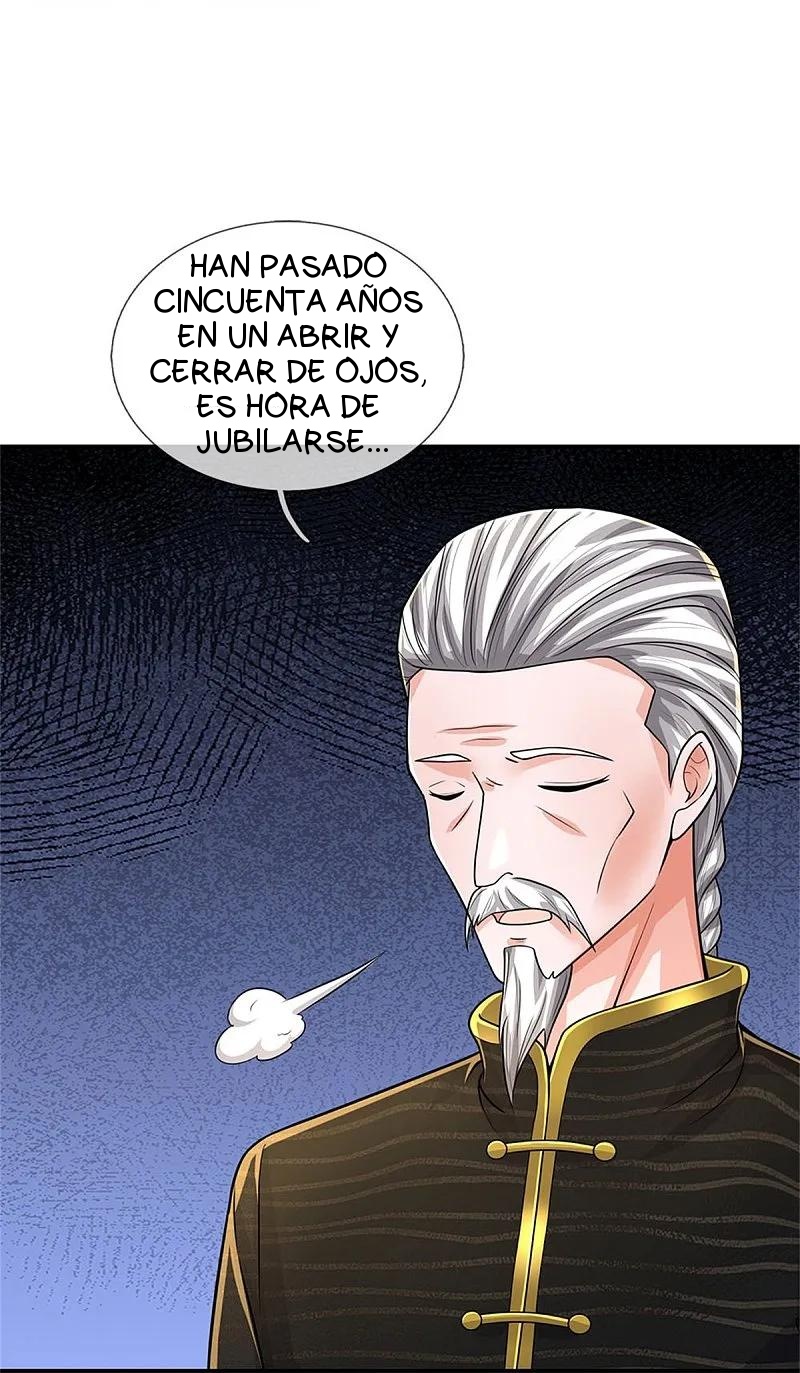 HAN PASADO
CINCUENTA AÑOS
EN UN ABRIR Y
CERRAR DE OJOS,
ES HORA DE
JUBILARSE...